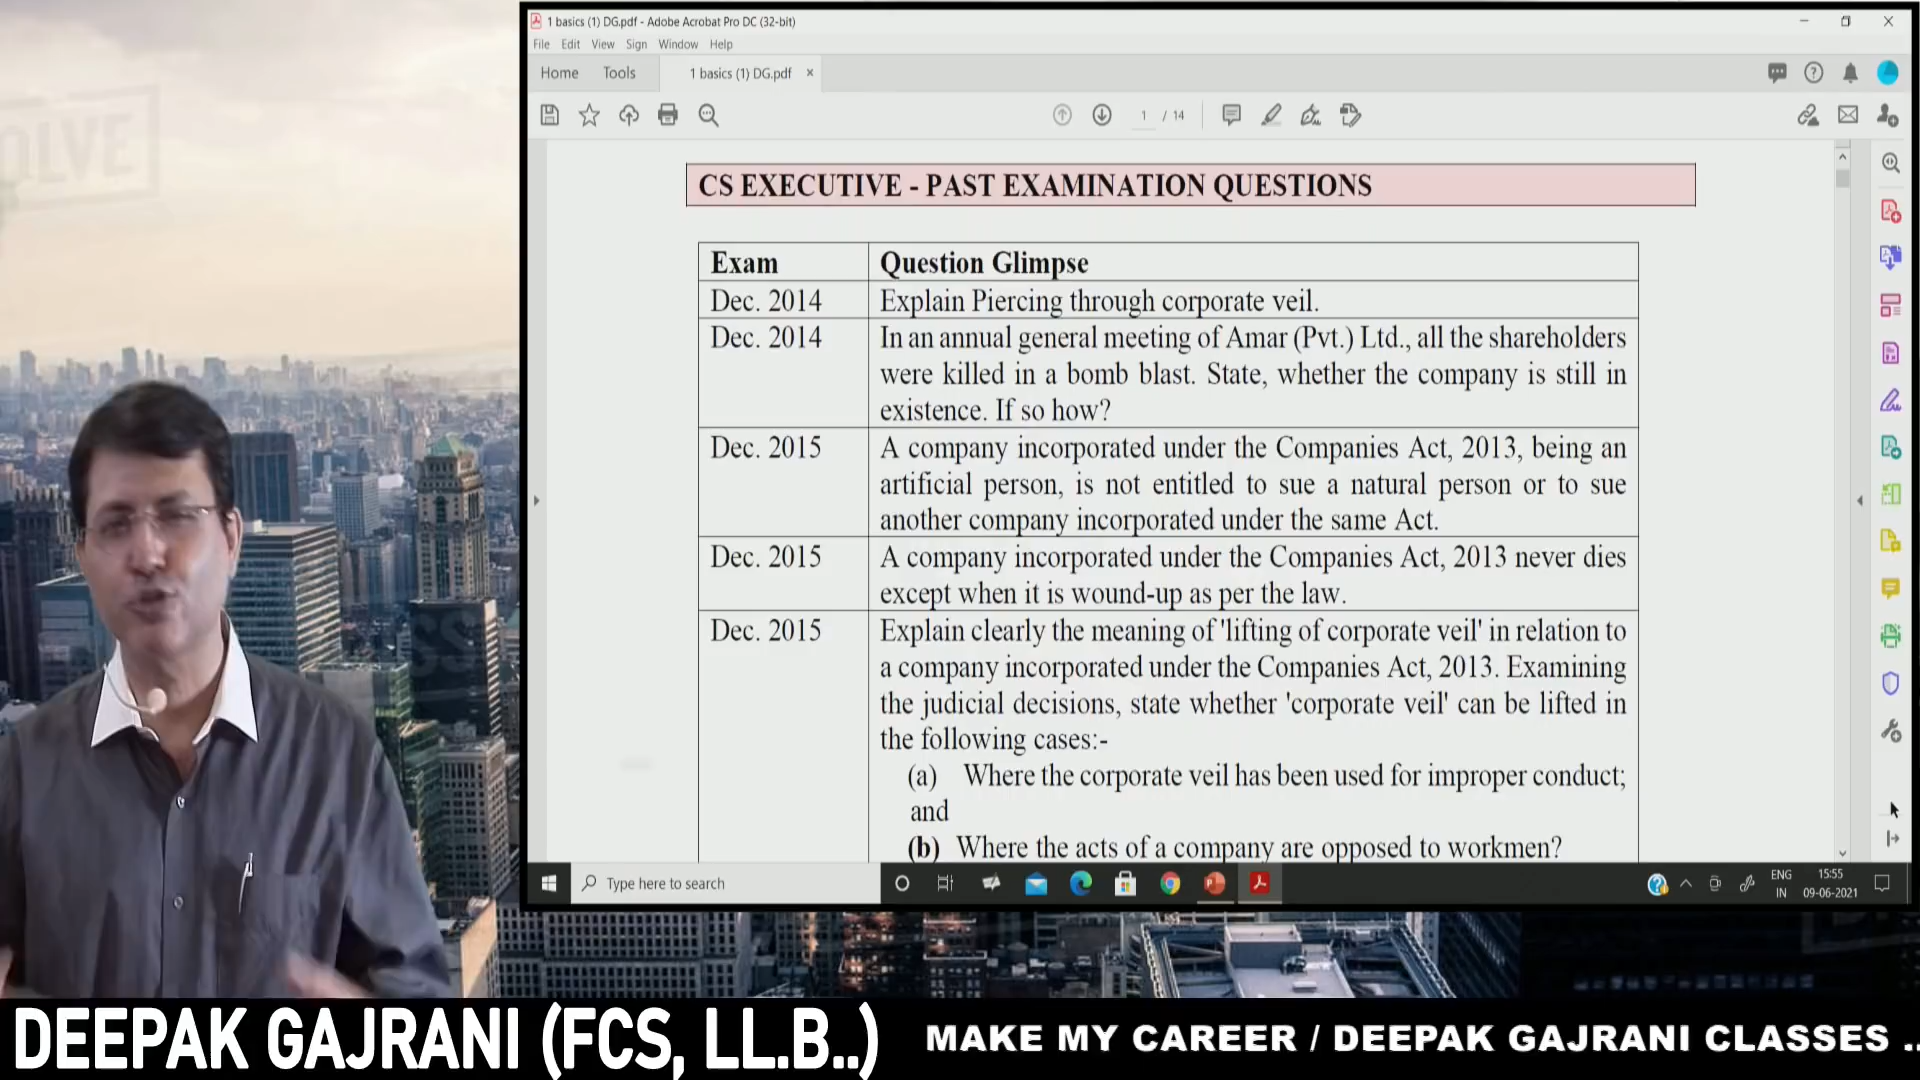 OLVE
1 basics (1) DG.pdf - Adobe Acrobat Pro DC (32-bit)
File Edit View Sign Window Help
Home Tools 1 basics (1) DG.pdf ×
1 / 14
CS EXECUTIVE - PAST EXAMINATION QUESTIONS
Exam Question Glimpse
Dec. 2014 Explain Piercing through corporate veil.
Dec. 2014 In an annual general meeting of Amar (Pvt.) Ltd., all the shareholders
were killed in a bomb blast. State, whether the company is still in
existence. If so how?
Dec. 2015 A company incorporated under the Companies Act, 2013, being an
artificial person, is not entitled to sue a natural person or to sue
another company incorporated under the same Act.
Dec. 2015 A company incorporated under the Companies Act, 2013 never dies
except when it is wound-up as per the law.
Dec. 2015 Explain clearly the meaning of 'lifting of corporate veil' in relation to
a company incorporated under the Companies Act, 2013. Examining
the judicial decisions, state whether 'corporate veil' can be lifted in
the following cases:-
(a) Where the corporate veil has been used for improper conduct;
and
(b) Where the acts of a company are opposed to workmen?
Type here to search
ENG
IN
15:55
09-06-2021
DEEPAK GAJRANI (FCS, LL.B..)
MAKE MY CAREER / DEEPAK GAJRANI CLASSES ..